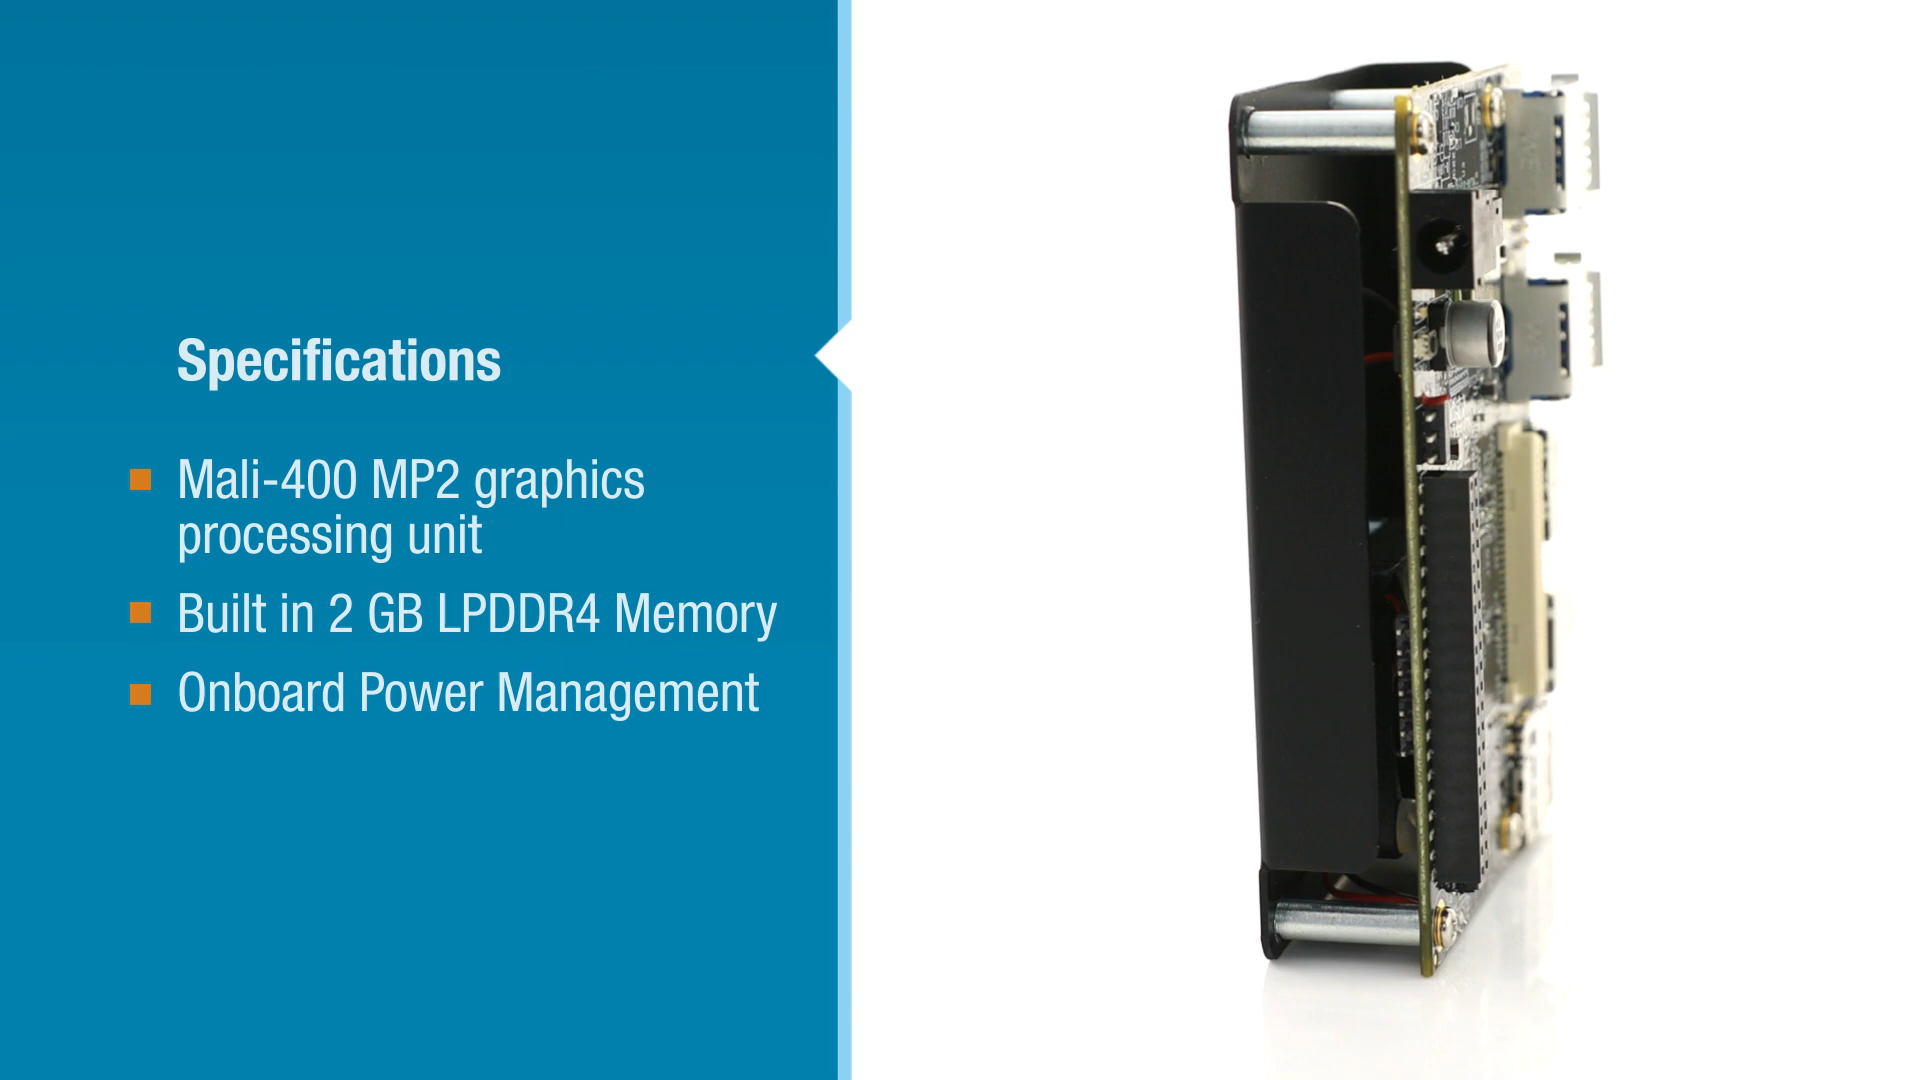 Specifications
Mali-400 MP2 graphics
processing unit
Built in 2 GB LPDDR4 Memory
Onboard Power Management